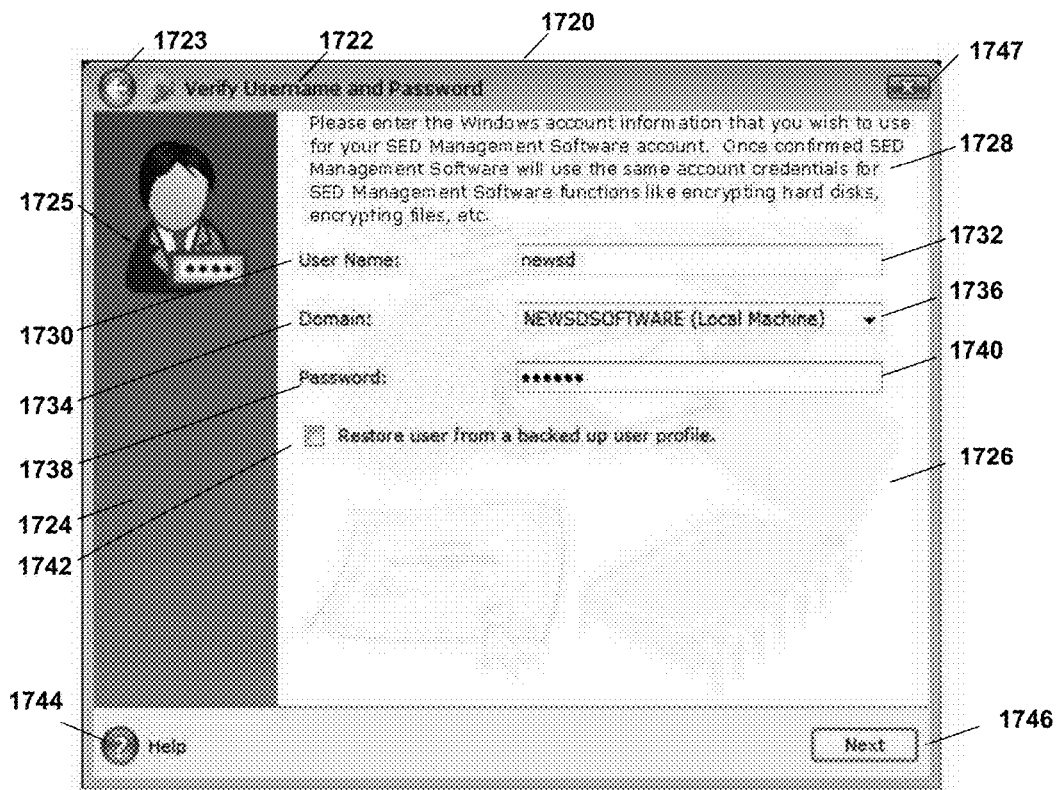 1720
1723
1722
1747
Verify Username and Password
Please enter the Windows account information that you wish to use
for your SED Management Software account. Once confirmed SED
Management Software will use the same account credentials for
SED Management Software functions like encrypting hard disks,
encrypting files, etc.
1728
1725
****
User Name:
newsd
1732
1730
Domain:
NEWSDSOFTWARE (Local Machine)
1736
1734
Password:
******
1740
1738
Restore user from a backed up user profile.
1726
1724
1742
1744
Help
Next
1746